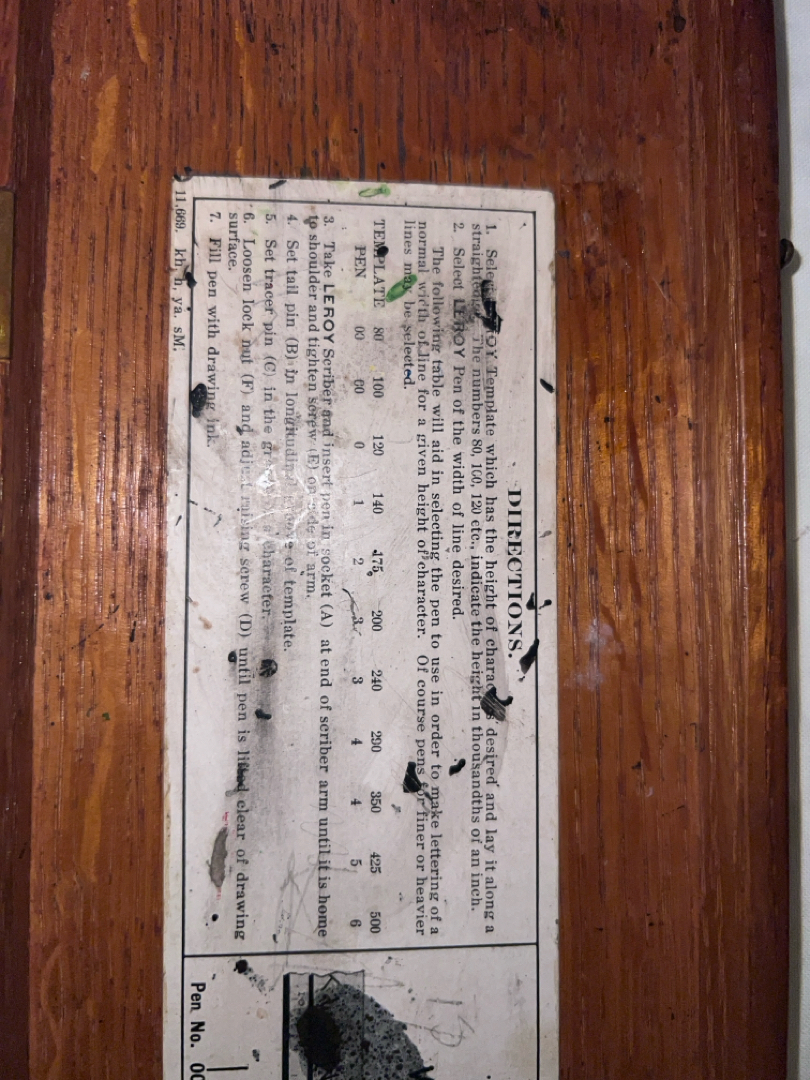 DIRECTIONS.
1. Select LEROY Template which has the height of characters desired and lay it along a
straightedge. The numbers 80, 100, 120 etc., indicate the height in thousandths of an inch.
2. Select LEROY Pen of the width of line desired.
The following table will aid in selecting the pen to use in order to make lettering of a
normal width of line for a given height of character. Of course pens for finer or heavier
lines may be selected.
TEMPLATE 80 100 120 140 175 200 240 290 350 425 500
PEN 00 00 0 1 2 3 3 4 4 5 6
3. Take LEROY Scriber and insert pen in socket (A) at end of scriber arm until it is home
to shoulder and tighten screw (E) on side of arm.
4. Set tail pin (B) in longitudinal groove of template.
5. Set tracer pin (C) in the groove character.
6. Loosen lock nut (F) and adjust raising screw (D) until pen is lifted clear of drawing
surface.
7. Fill pen with drawing ink.
11,669. ya. sM.
Pen No. 00